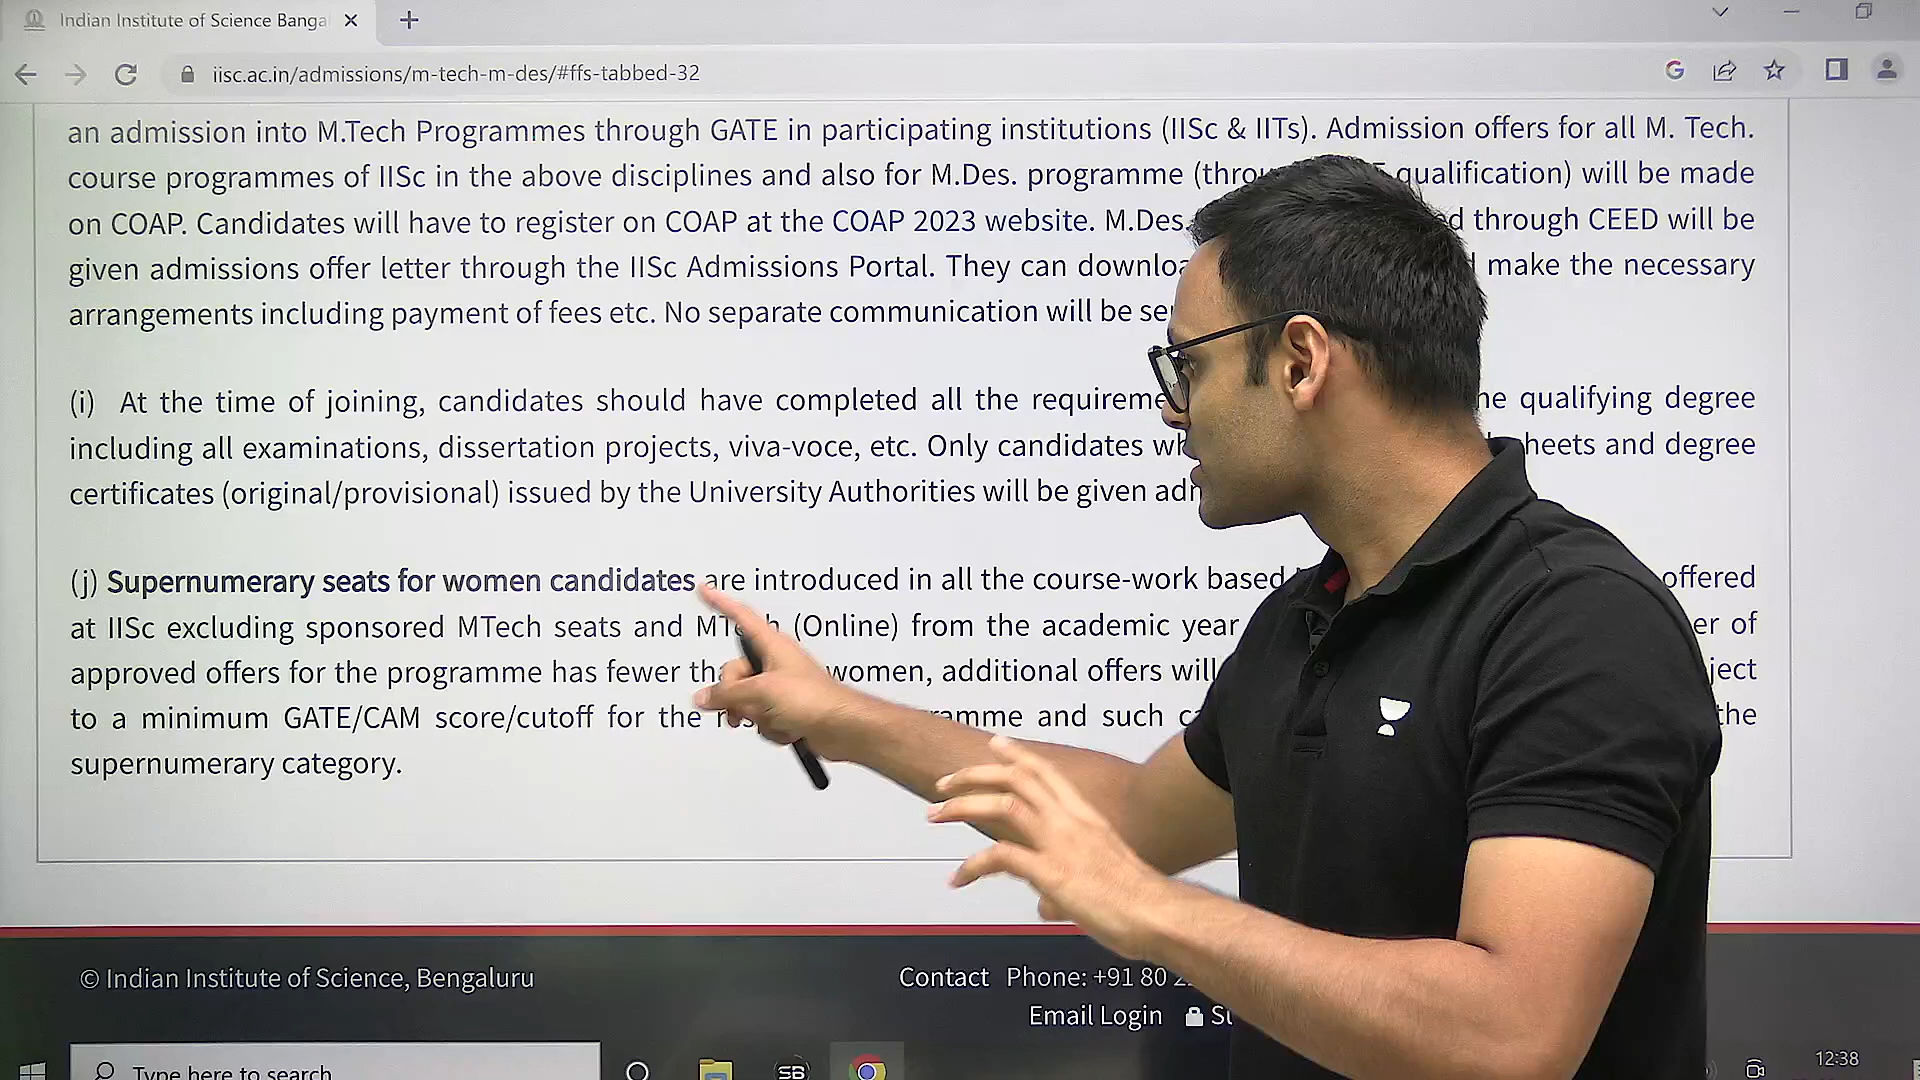 Indian Institute of Science Banga
iisc.ac.in/admissions/m-tech-m-des/#ffs-tabbed-32
an admission into M.Tech Programmes through GATE in participating institutions (IISc & IITs). Admission offers for all M. Tech.
course programmes of IISc in the above disciplines and also for M.Des. programme (thro qualification) will be made
on COAP. Candidates will have to register on COAP at the COAP 2023 website. M.Des. through CEED will be
given admissions offer letter through the IISc Admissions Portal. They can downloa make the necessary
arrangements including payment of fees etc. No separate communication will be se
(i) At the time of joining, candidates should have completed all the requireme qualifying degree
including all examinations, dissertation projects, viva-voce, etc. Only candidates wh heets and degree
certificates (original/provisional) issued by the University Authorities will be given ad
(j) Supernumerary seats for women candidates are introduced in all the course-work based offered
at IISc excluding sponsored MTech seats and MTech (Online) from the academic year er of
approved offers for the programme has fewer tha women, additional offers will ject
to a minimum GATE/CAM score/cutoff for the ramme and such ca the
supernumerary category.
© Indian Institute of Science, Bengaluru
Contact Phone: +91 80 2
Email Login
Type here to search
SB
12:38